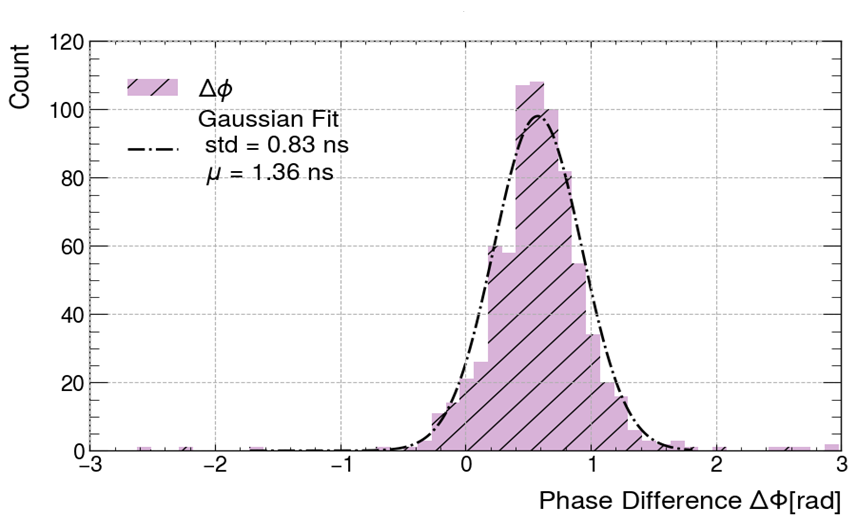 Count
120
100
80
60
40
20
0
Δϕ
Gaussian Fit
std = 0.83 ns
μ = 1.36 ns
−3
−2
−1
0
1
2
3
Phase Difference ΔΦ[rad]